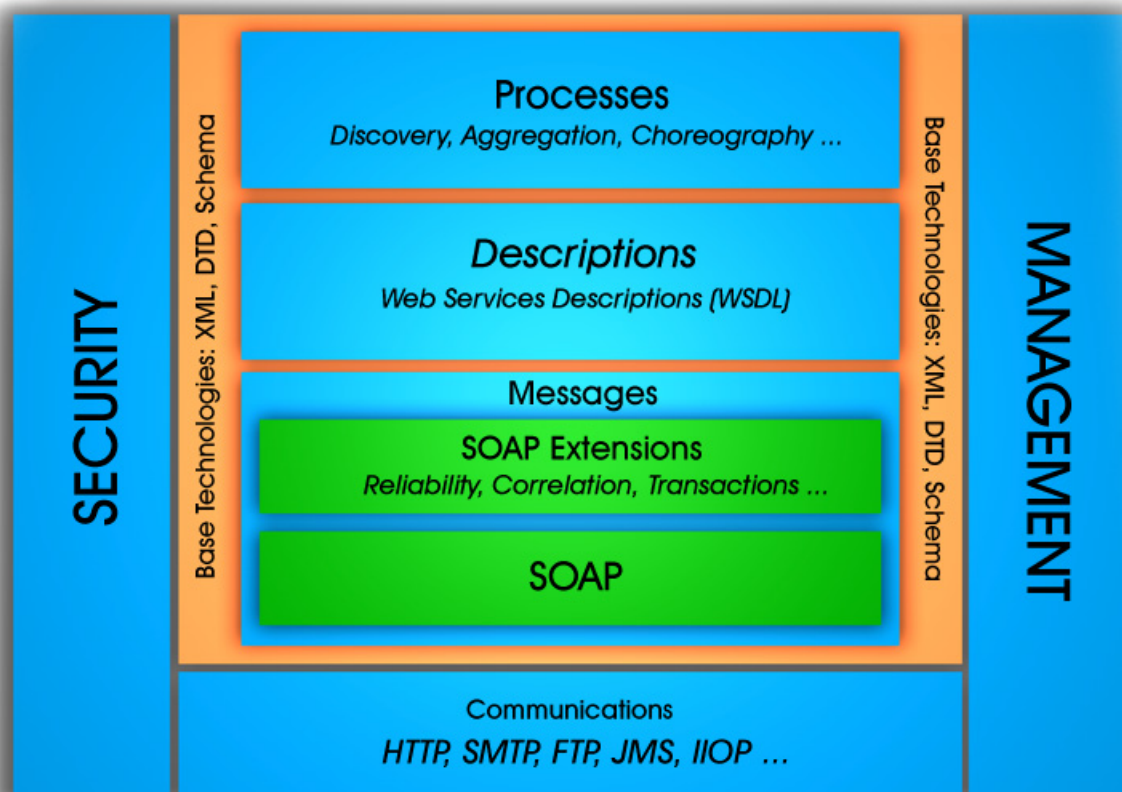 SECURITY
Base Technologies: XML, DTD, Schema
Processes
Discovery, Aggregation, Choreography ...
Descriptions
Web Services Descriptions (WSDL)
Messages
SOAP Extensions
Reliability, Correlation, Transactions ...
SOAP
Base Technologies: XML, DTD, Schema
MANAGEMENT
Communications
HTTP, SMTP, FTP, JMS, IIOP ...